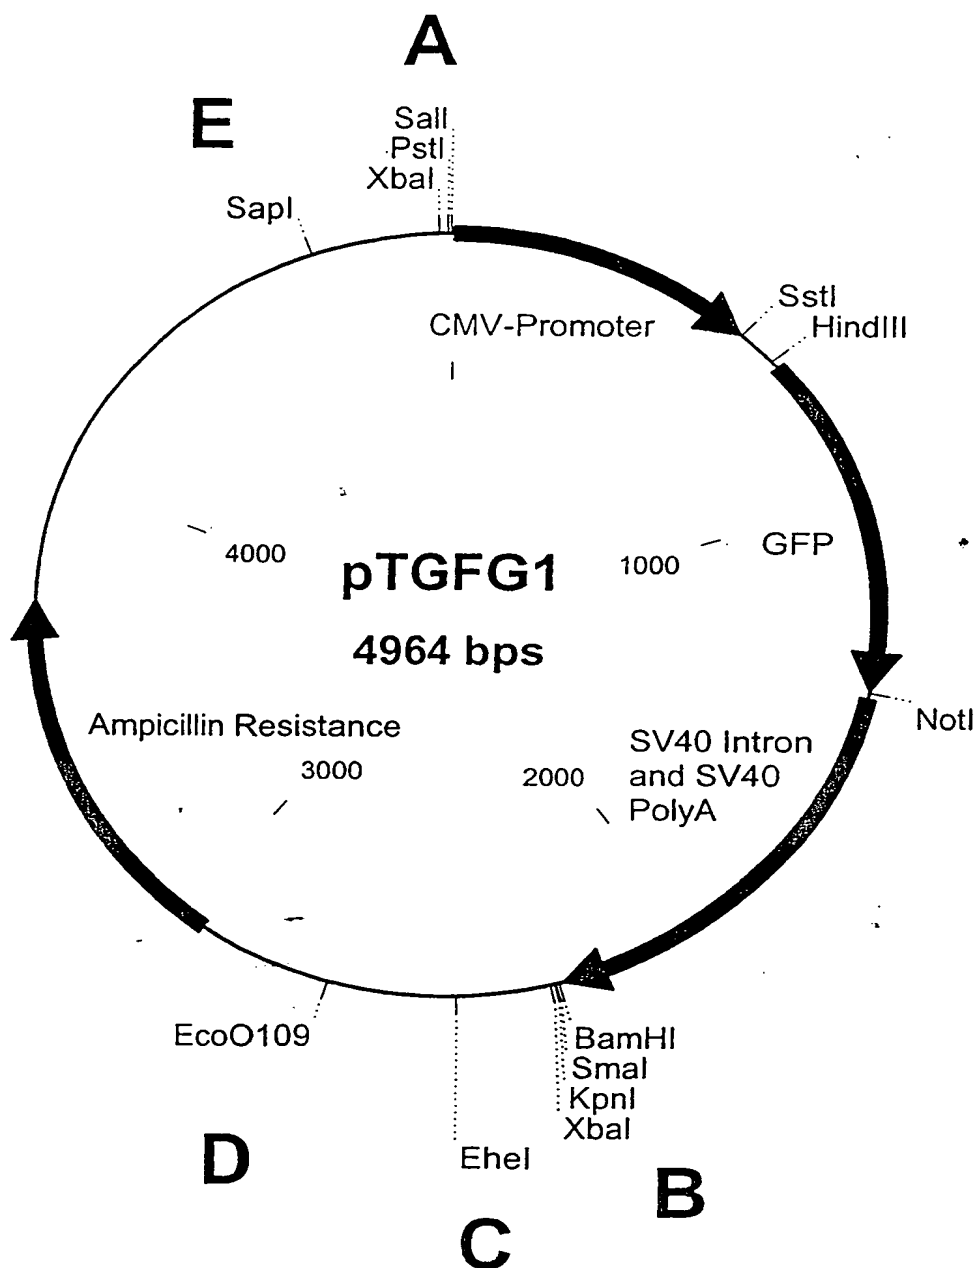 A
E
SalI
PstI
XbaI
SapI
SstI
HindIII
CMV-Promoter
GFP
4000
1000
pTGFG1
4964 bps
NotI
Ampicillin Resistance
SV40 Intron
and SV40
PolyA
3000
2000
EcoO109
BamHI
SmaI
KpnI
XbaI
EheI
D
B
C